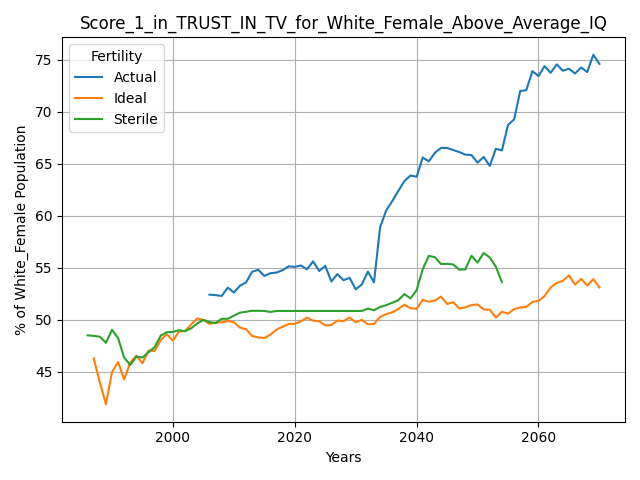 Score_1_in_TRUST_IN_TV_for_White_Female_Above_Average_IQ
Fertility
Actual
Ideal
Sterile
75
70
65
60
55
50
45
% of White_Female Population
2000
2020
2040
2060
Years